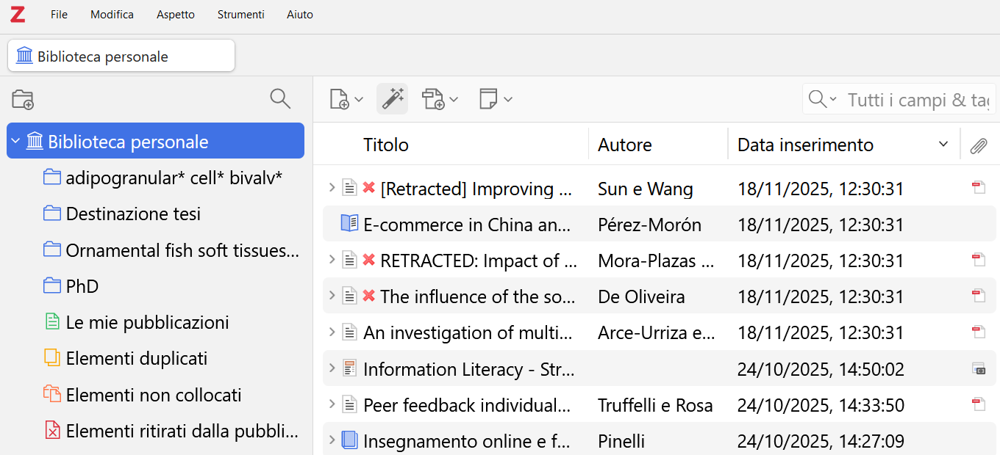 Z
File Modifica Aspetto Strumenti Aiuto
Biblioteca personale
Tutti i campi & tag
Biblioteca personale
adipogranular* cell* bivalv*
Destinazione tesi
Ornamental fish soft tissues...
PhD
Le mie pubblicazioni
Elementi duplicati
Elementi non collocati
Elementi ritirati dalla pubbli...
Titolo Autore Data inserimento
[Retracted] Improving ... Sun e Wang 18/11/2025, 12:30:31
E-commerce in China an... Pérez-Morón 18/11/2025, 12:30:31
RETRACTED: Impact of ... Mora-Plazas ... 18/11/2025, 12:30:31
The influence of the so... De Oliveira 18/11/2025, 12:30:31
An investigation of multi... Arce-Urriza e... 18/11/2025, 12:30:31
Information Literacy - Str... 24/10/2025, 14:50:02
Peer feedback individual... Truffelli e Rosa 24/10/2025, 14:33:50
Insegnamento online e f... Pinelli 24/10/2025, 14:27:09